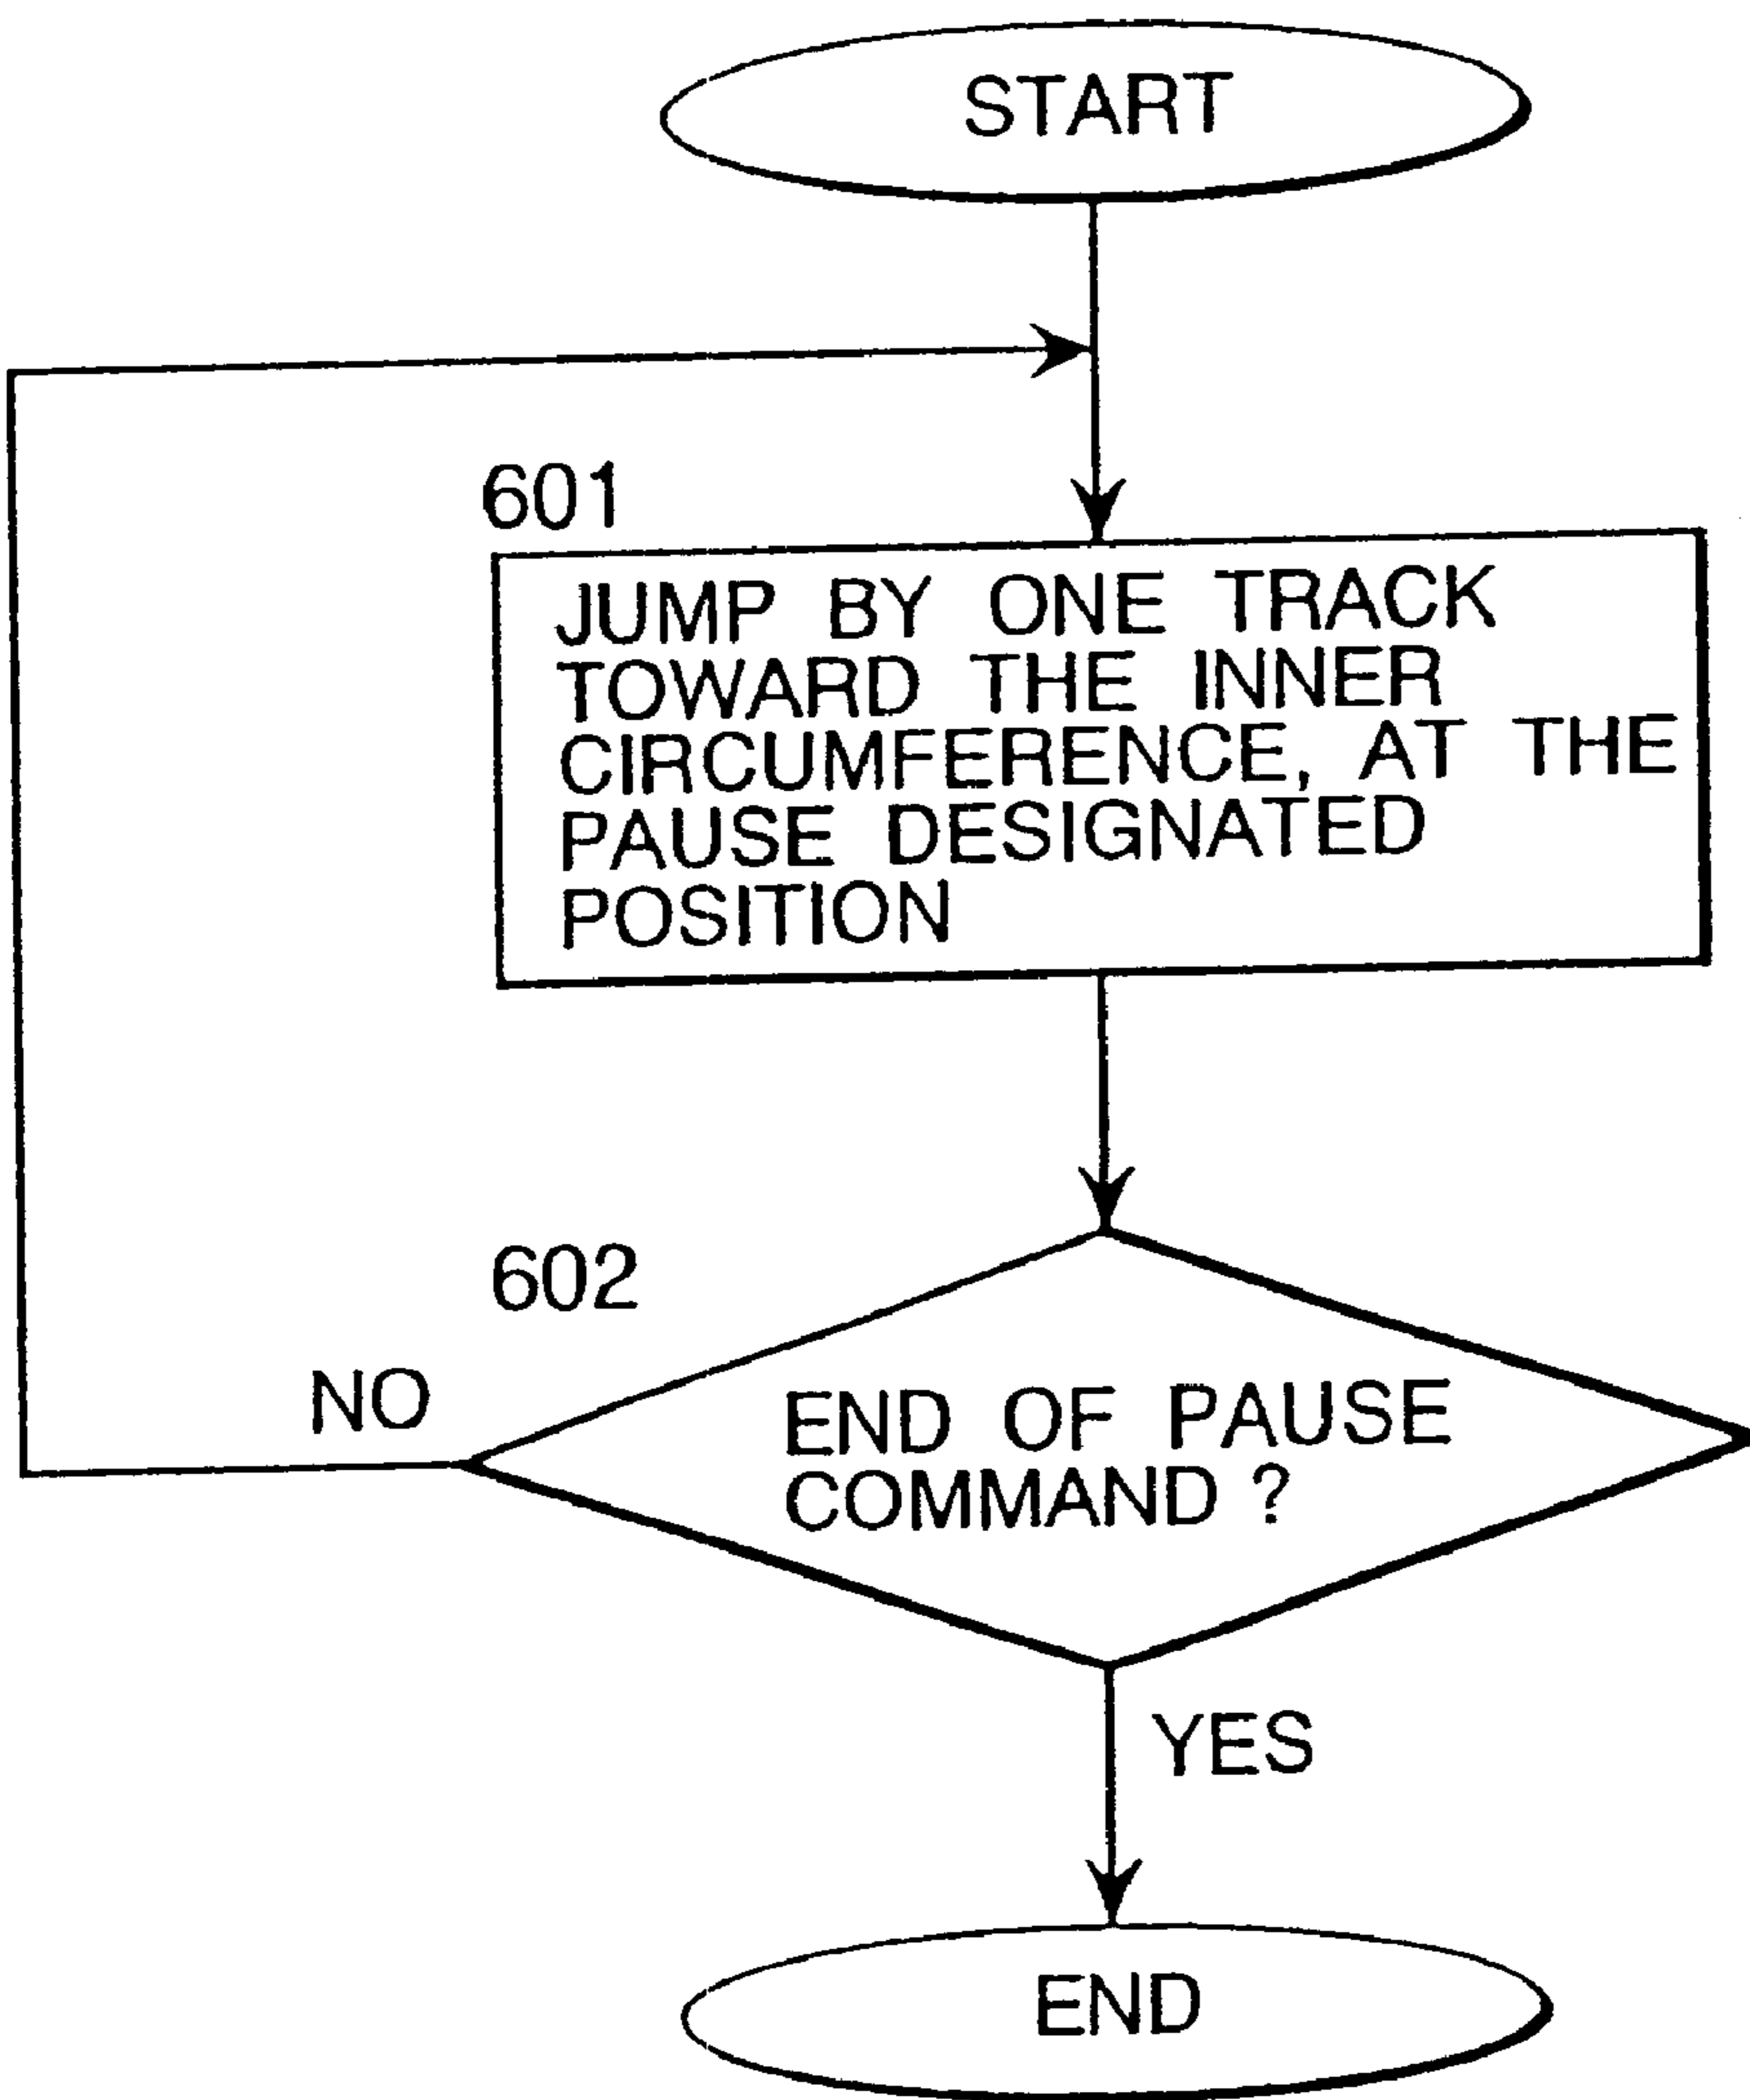 START
601
JUMP BY ONE TRACK
TOWARD THE INNER
CIRCUMFERENCE, AT THE
PAUSE DESIGNATED
POSITION
602
NO
END OF PAUSE
COMMAND ?
YES
END